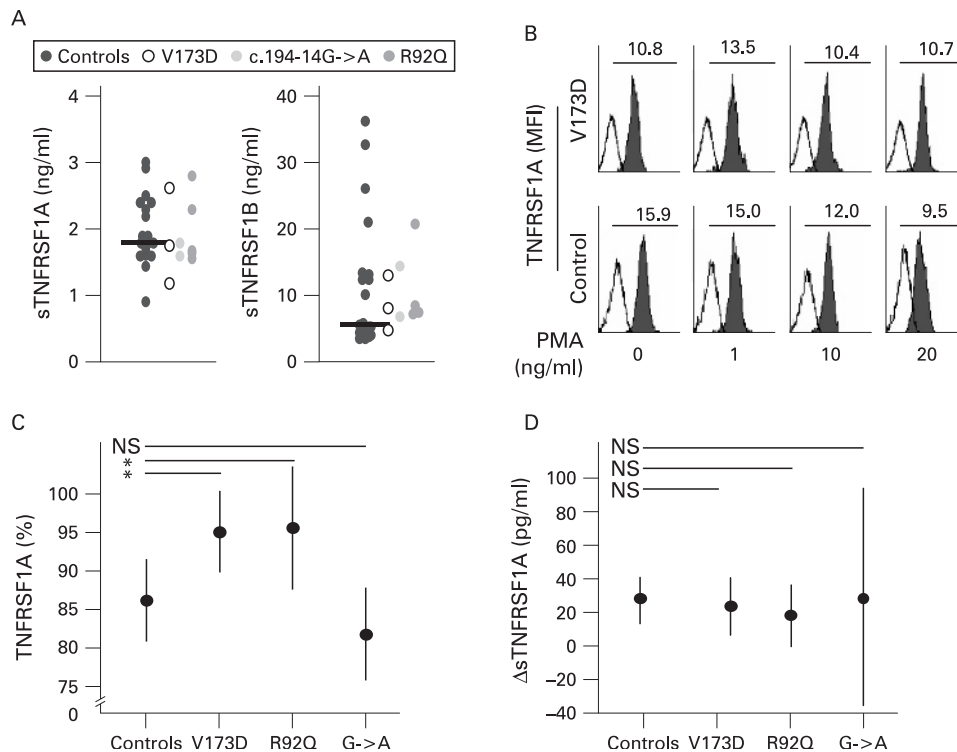 A
Controls V173D c.194-14G->A R92Q
sTNFRSF1A (ng/ml)
4
3
2
1
0
sTNFRSF1B (ng/ml)
40
30
20
10
0
B
TNFRSF1A (MFI)
V173D
10.8 13.5 10.4 10.7
Control
15.9 15.0 12.0 9.5
PMA
(ng/ml)
0 1 10 20
C
NS
*
*
TNFRSF1A (%)
100
95
90
85
80
75
0
Controls V173D R92Q G->A
D
NS
NS
NS
ΔsTNFRSF1A (pg/ml)
100
80
60
40
20
0
−20
−40
Controls V173D R92Q G->A